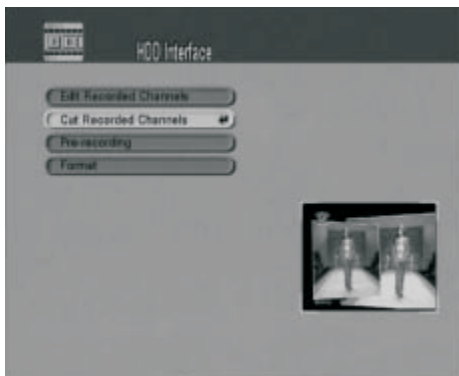 HDD Interface
Edit Recorded Channels
Cut Recorded Channels
Pre-recording
Format